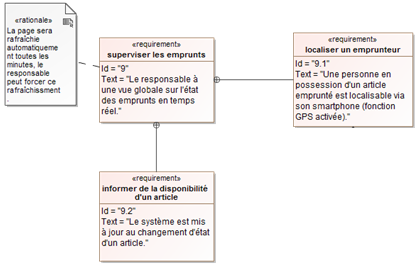 «rationale»
La page sera
rafraîchie
automatiqueme
nt toutes les
minutes, le
responsable
peut forcer ce
rafraîchissment
.
«requirement»
superviser les emprunts
Id = "9"
Text = "Le responsable à
une vue globale sur l'état
des emprunts en temps
réel."
«requirement»
localiser un emprunteur
Id = "9.1"
Text = "Une personne en
possession d'un article
emprunté est localisable via
son smartphone (fonction
GPS activée)."
«requirement»
informer de la disponibilité
d'un article
Id = "9.2"
Text = "Le système est mis
à jour au changement d'état
d'un article."